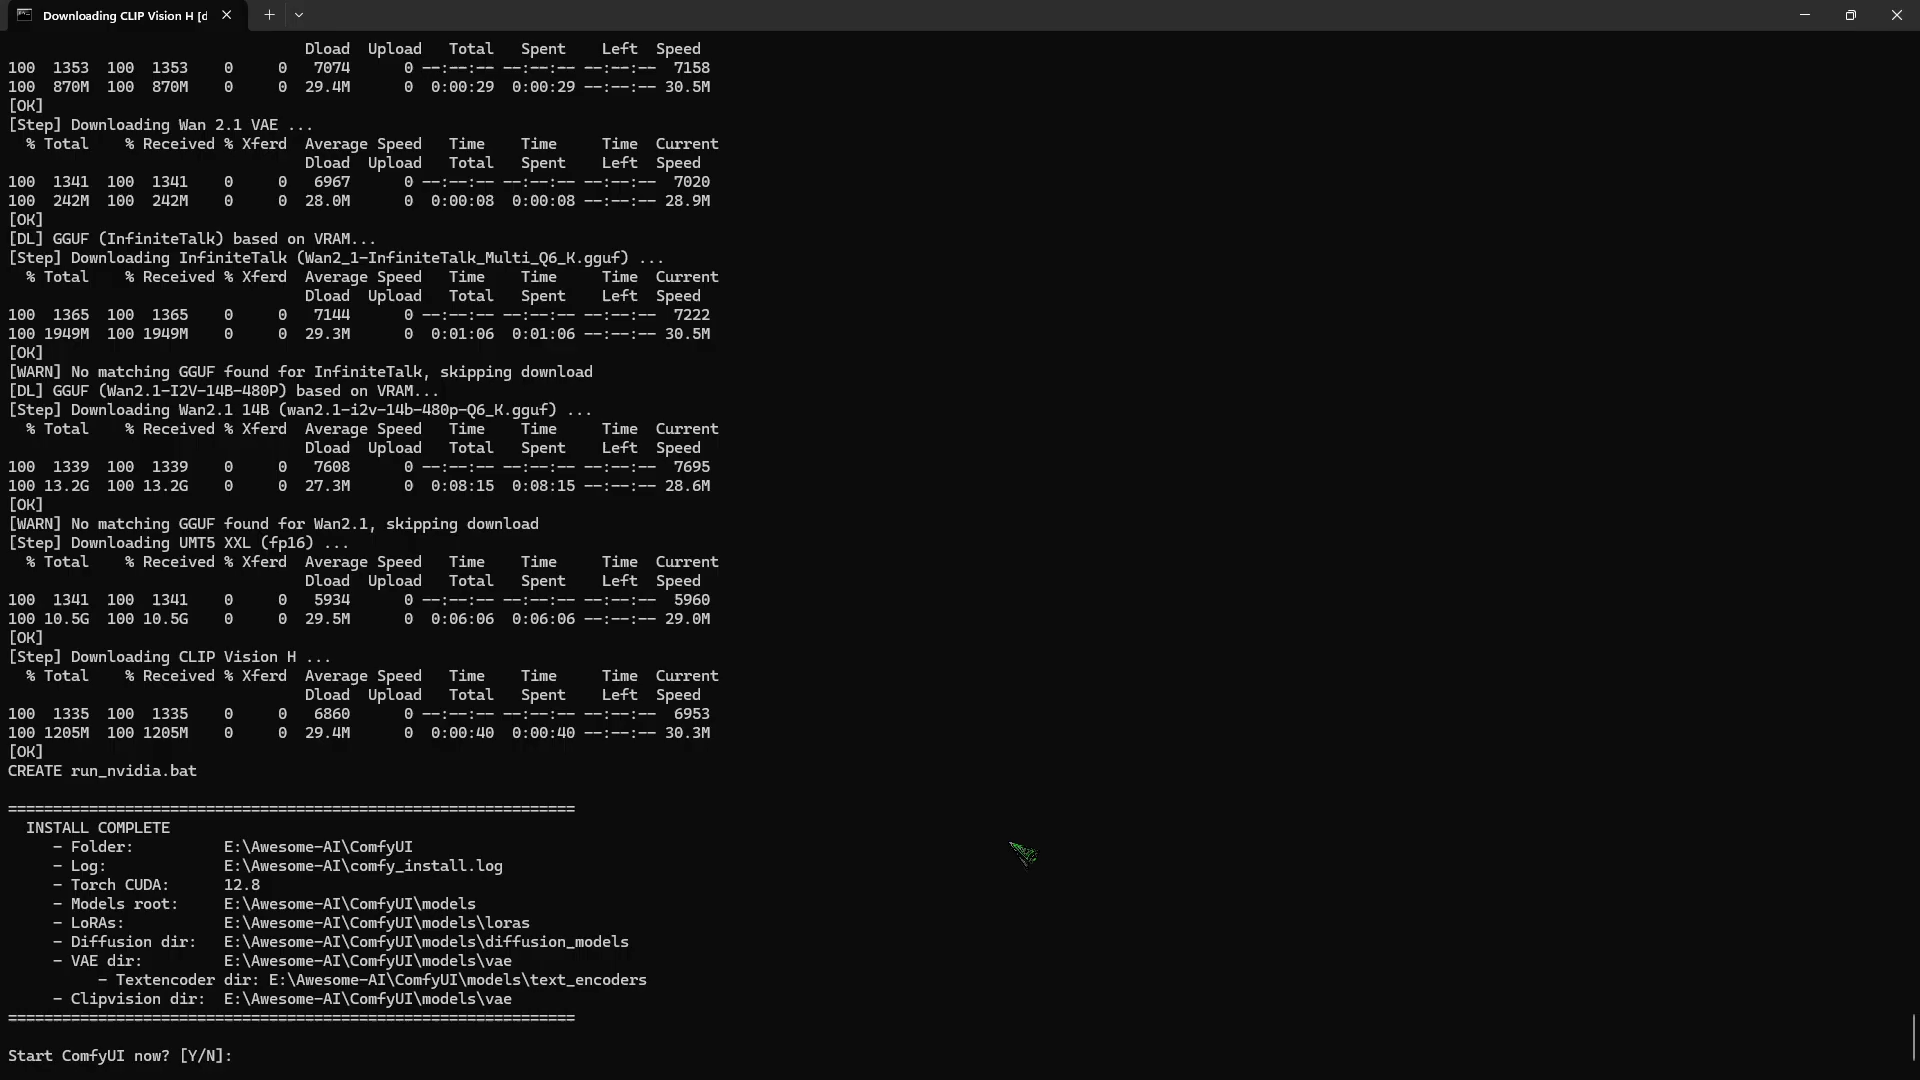 Downloading CLIP Vision H [d
                                 Dload  Upload   Total   Spent    Left  Speed
100  1353  100  1353    0     0   7074      0 --:--:-- --:--:-- --:--:--  7158
100  870M  100  870M    0     0  29.4M      0  0:00:29  0:00:29 --:--:-- 30.5M
[OK]
[Step] Downloading Wan 2.1 VAE ...
  % Total    % Received % Xferd  Average Speed   Time    Time     Time  Current
                                 Dload  Upload   Total   Spent    Left  Speed
100  1341  100  1341    0     0   6967      0 --:--:-- --:--:-- --:--:--  7020
100  242M  100  242M    0     0  28.0M      0  0:00:08  0:00:08 --:--:-- 28.9M
[OK]
[DL] GGUF (InfiniteTalk) based on VRAM...
[Step] Downloading InfiniteTalk (Wan2_1-InfiniteTalk_Multi_Q6_K.gguf) ...
  % Total    % Received % Xferd  Average Speed   Time    Time     Time  Current
                                 Dload  Upload   Total   Spent    Left  Speed
100  1365  100  1365    0     0   7144      0 --:--:-- --:--:-- --:--:--  7222
100 1949M  100 1949M    0     0  29.3M      0  0:01:06  0:01:06 --:--:-- 30.5M
[OK]
[WARN] No matching GGUF found for InfiniteTalk, skipping download
[DL] GGUF (Wan2.1-I2V-14B-480P) based on VRAM...
[Step] Downloading Wan2.1 14B (wan2.1-i2v-14b-480p-Q6_K.gguf) ...
  % Total    % Received % Xferd  Average Speed   Time    Time     Time  Current
                                 Dload  Upload   Total   Spent    Left  Speed
100  1339  100  1339    0     0   7608      0 --:--:-- --:--:-- --:--:--  7695
100 13.2G  100 13.2G    0     0  27.3M      0  0:08:15  0:08:15 --:--:-- 28.6M
[OK]
[WARN] No matching GGUF found for Wan2.1, skipping download
[Step] Downloading UMT5 XXL (fp16) ...
  % Total    % Received % Xferd  Average Speed   Time    Time     Time  Current
                                 Dload  Upload   Total   Spent    Left  Speed
100  1341  100  1341    0     0   5934      0 --:--:-- --:--:-- --:--:--  5960
100 10.5G  100 10.5G    0     0  29.5M      0  0:06:06  0:06:06 --:--:-- 29.0M
[OK]
[Step] Downloading CLIP Vision H ...
  % Total    % Received % Xferd  Average Speed   Time    Time     Time  Current
                                 Dload  Upload   Total   Spent    Left  Speed
100  1335  100  1335    0     0   6860      0 --:--:-- --:--:-- --:--:--  6953
100 1205M  100 1205M    0     0  29.4M      0  0:00:40  0:00:40 --:--:-- 30.3M
[OK]
CREATE run_nvidia.bat
===============================================================
  INSTALL COMPLETE
     - Folder:          E:\Awesome-AI\ComfyUI
     - Log:             E:\Awesome-AI\comfy_install.log
     - Torch CUDA:      12.8
     - Models root:     E:\Awesome-AI\ComfyUI\models
     - LoRAs:           E:\Awesome-AI\ComfyUI\models\loras
     - Diffusion dir:   E:\Awesome-AI\ComfyUI\models\diffusion_models
     - VAE dir:         E:\Awesome-AI\ComfyUI\models\vae
          - Textencoder dir: E:\Awesome-AI\ComfyUI\models\text_encoders
     - Clipvision dir:  E:\Awesome-AI\ComfyUI\models\vae
===============================================================
Start ComfyUI now? [Y/N]: